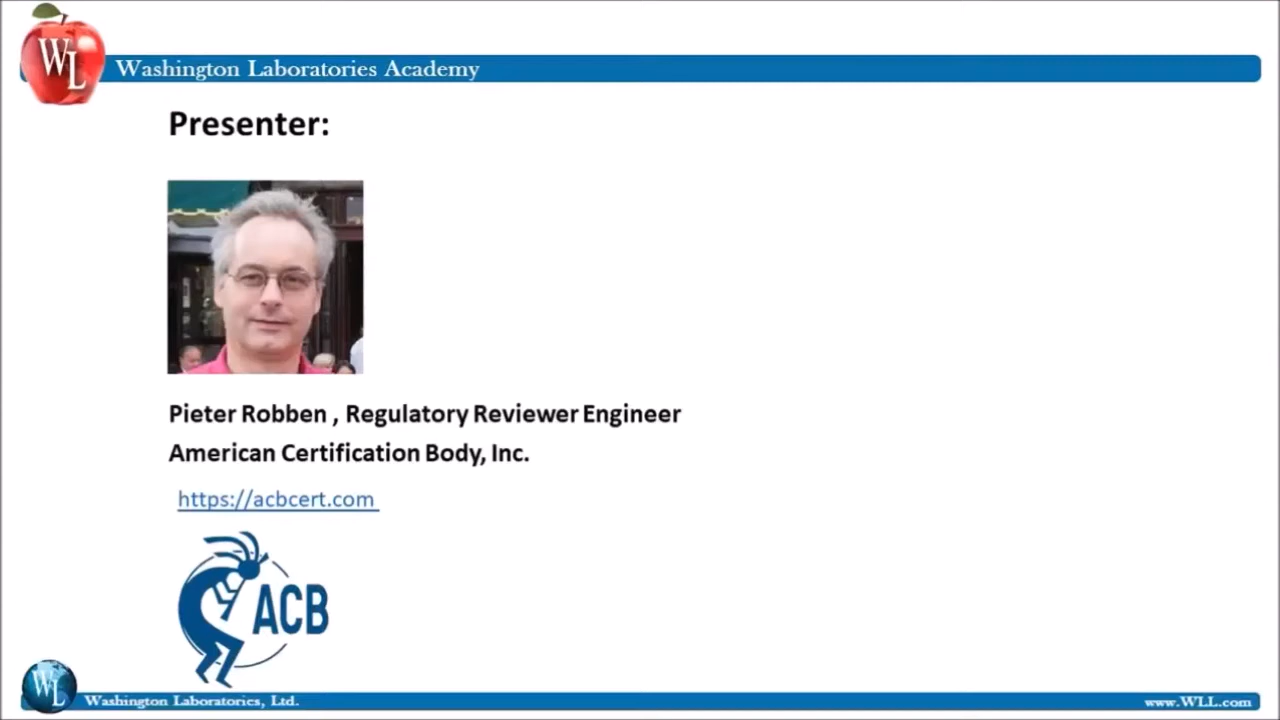 WL
Washington Laboratories Academy
Presenter:
Pieter Robben , Regulatory Reviewer Engineer
American Certification Body, Inc.
https://acbcert.com
ACB
WL
Washington Laboratories, Ltd.
www.WLL.com